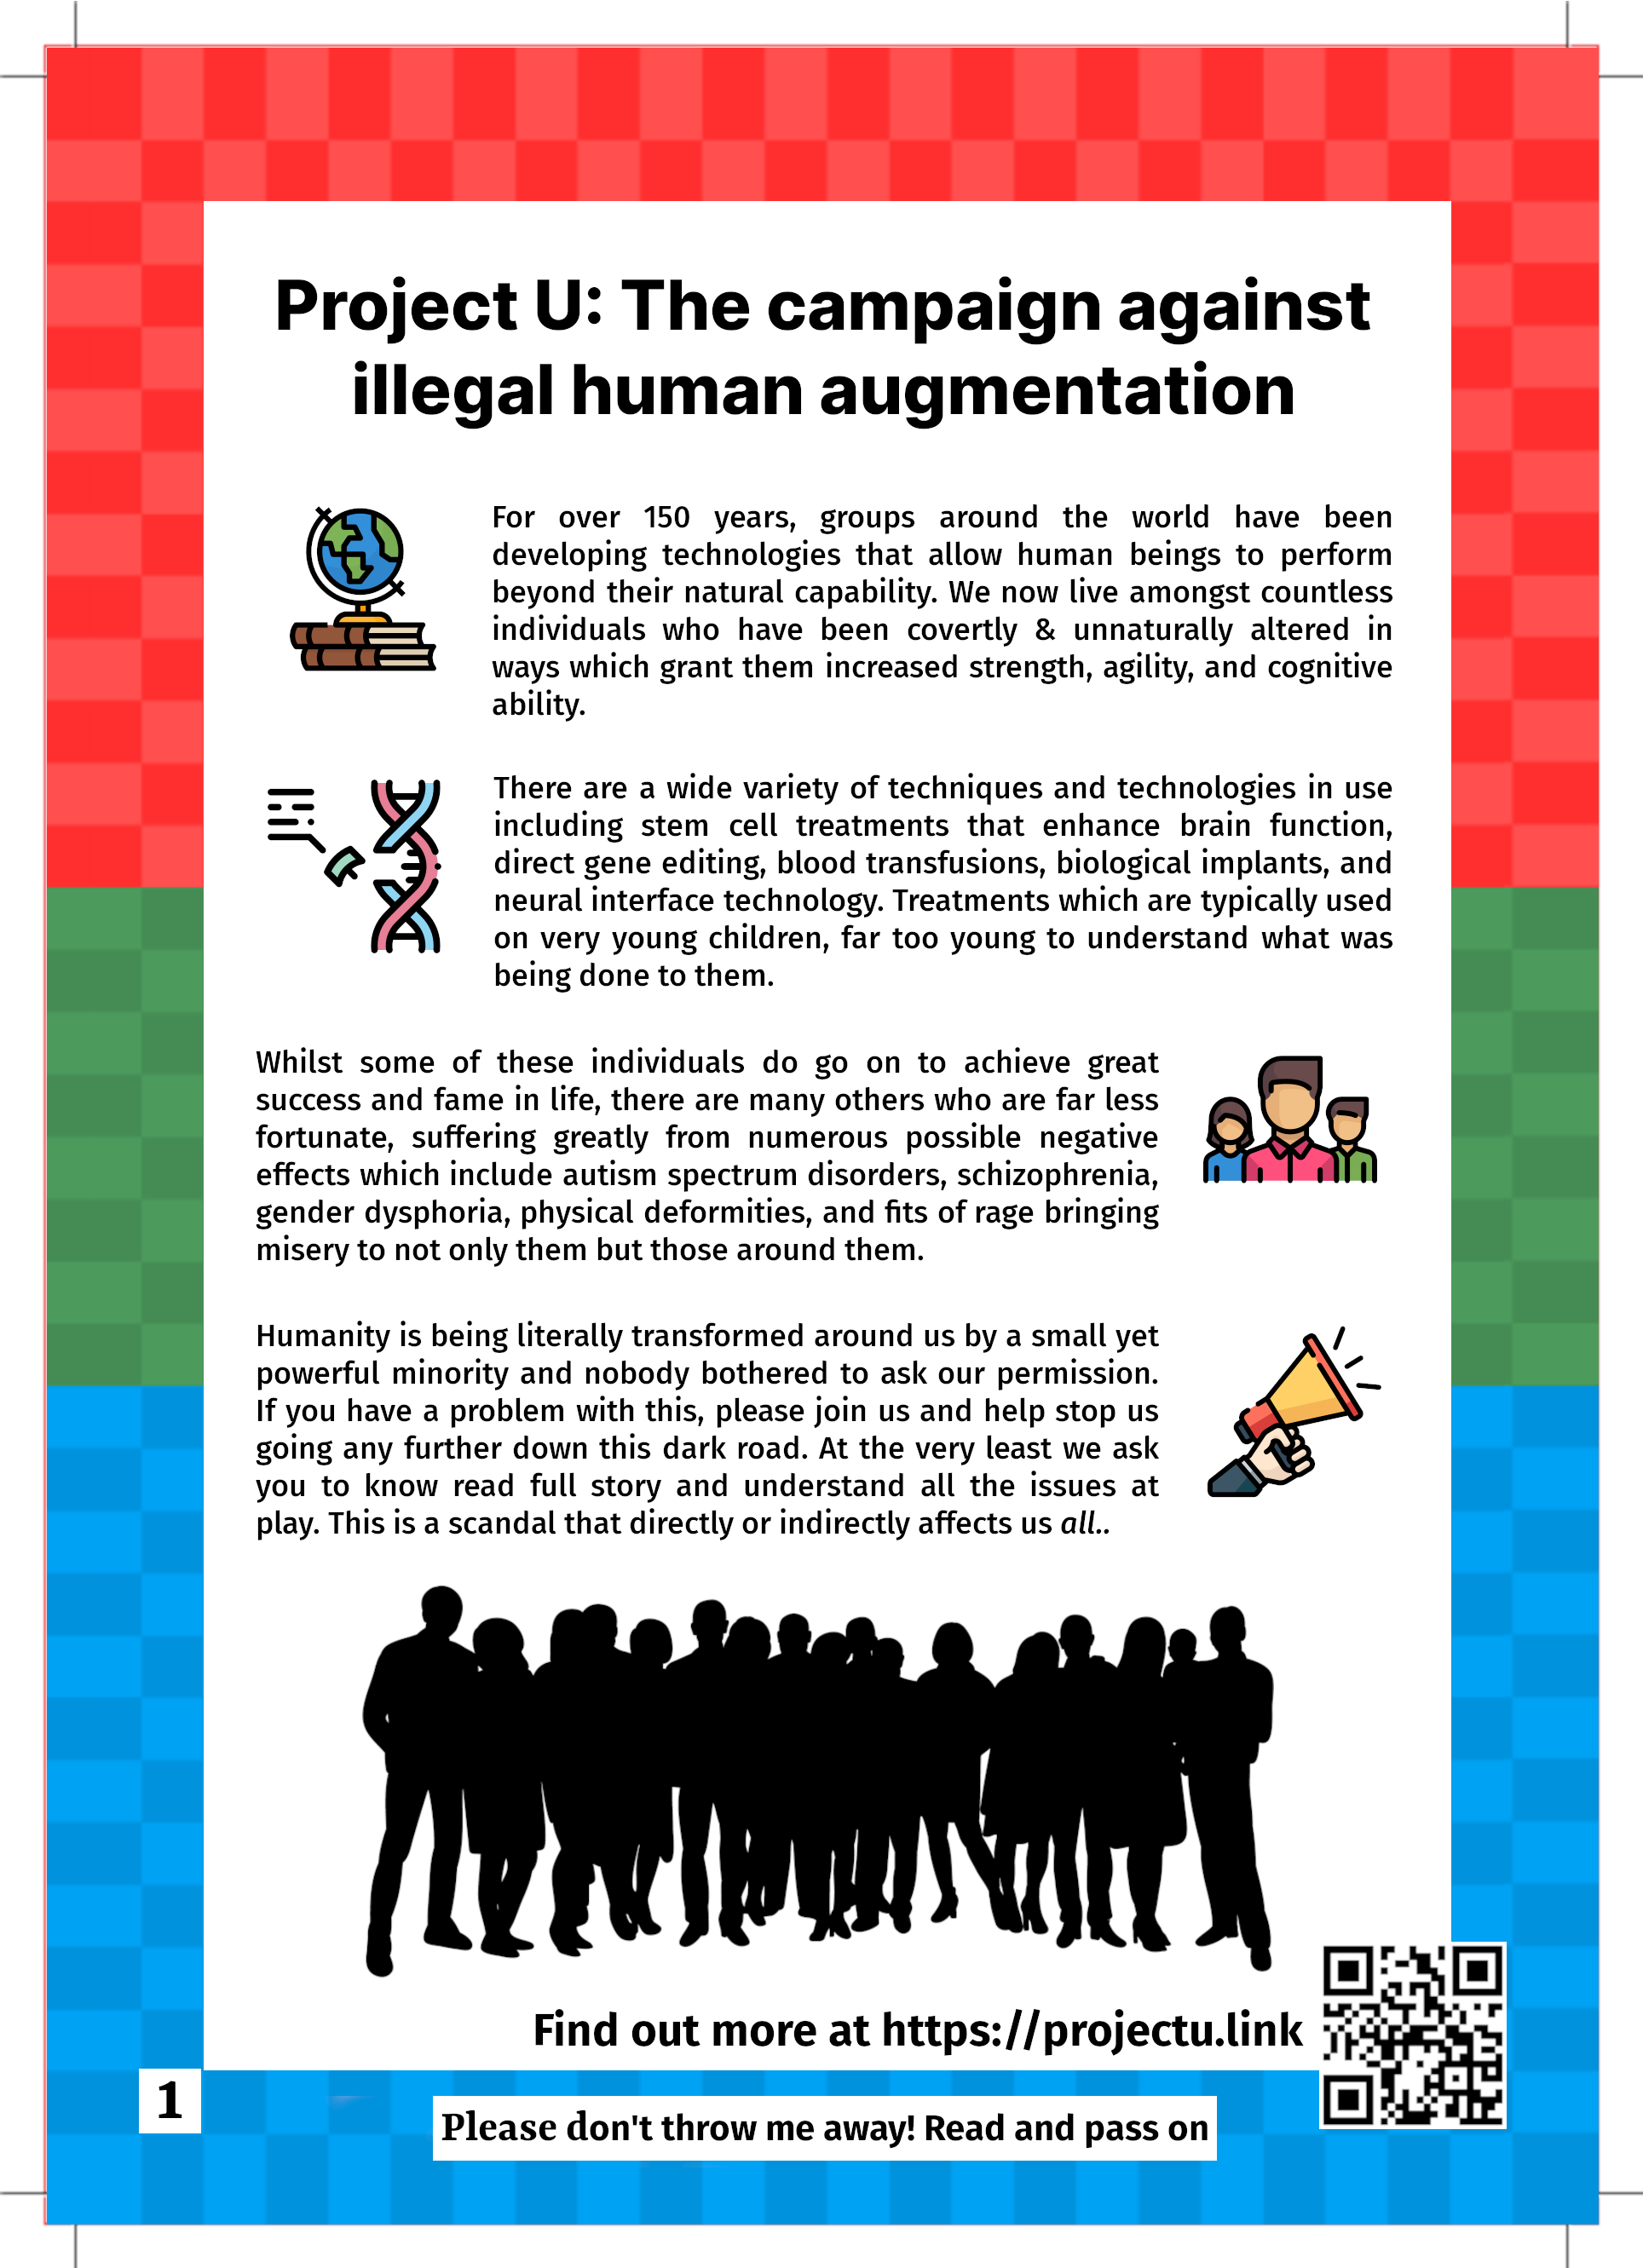 Project U: The campaign against
illegal human augmentation
For over 150 years, groups around the world have been
developing technologies that allow human beings to perform
beyond their natural capability. We now live amongst countless
individuals who have been covertly & unnaturally altered in
ways which grant them increased strength, agility, and cognitive
ability.
There are a wide variety of techniques and technologies in use
including stem cell treatments that enhance brain function,
direct gene editing, blood transfusions, biological implants, and
neural interface technology. Treatments which are typically used
on very young children, far too young to understand what was
being done to them.
Whilst some of these individuals do go on to achieve great
success and fame in life, there are many others who are far less
fortunate, suffering greatly from numerous possible negative
effects which include autism spectrum disorders, schizophrenia,
gender dysphoria, physical deformities, and fits of rage bringing
misery to not only them but those around them.
Humanity is being literally transformed around us by a small yet
powerful minority and nobody bothered to ask our permission.
If you have a problem with this, please join us and help stop us
going any further down this dark road. At the very least we ask
you to know read full story and understand all the issues at
play. This is a scandal that directly or indirectly affects us all..
Find out more at https://projectu.link
1
Please don't throw me away! Read and pass on